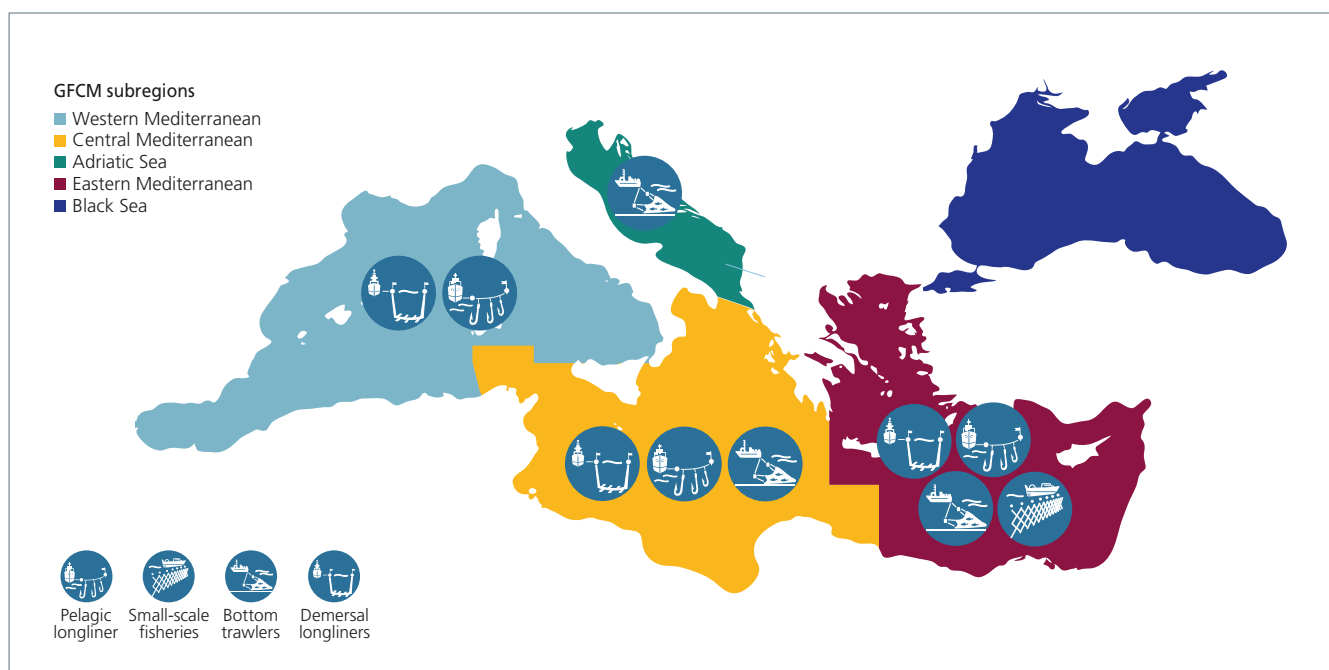 GFCM subregions
Western Mediterranean
Central Mediterranean
Adriatic Sea
Eastern Mediterranean
Black Sea
Pelagic longliner
Small-scale fisheries
Bottom trawlers
Demersal longliners